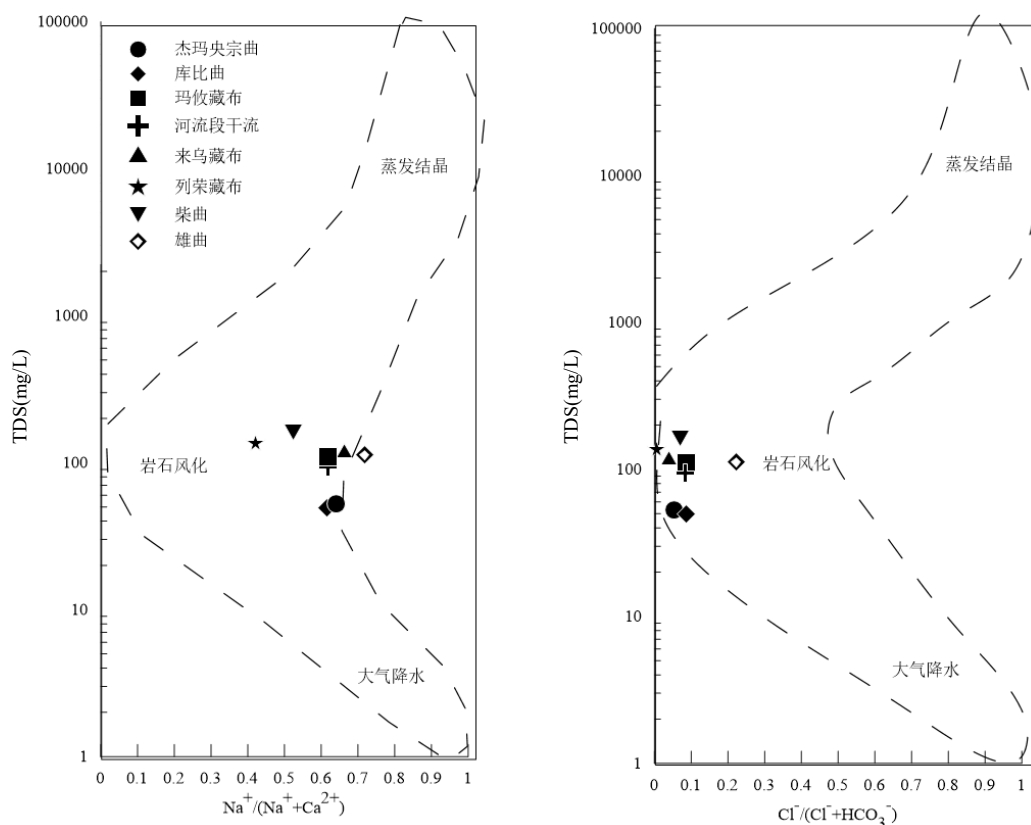 100000
10000
1000
100
10
1
TDS(mg/L)
杰玛央宗曲
库比曲
玛攸藏布
河流段干流
来乌藏布
列荣藏布
柴曲
雄曲
蒸发结晶
岩石风化
大气降水
0 0.1 0.2 0.3 0.4 0.5 0.6 0.7 0.8 0.9 1
Na⁺/(Na⁺+Ca²⁺)
100000
10000
1000
100
10
1
TDS(mg/L)
蒸发结晶
岩石风化
大气降水
0 0.1 0.2 0.3 0.4 0.5 0.6 0.7 0.8 0.9 1
Cl⁻/(Cl⁻+HCO₃⁻)